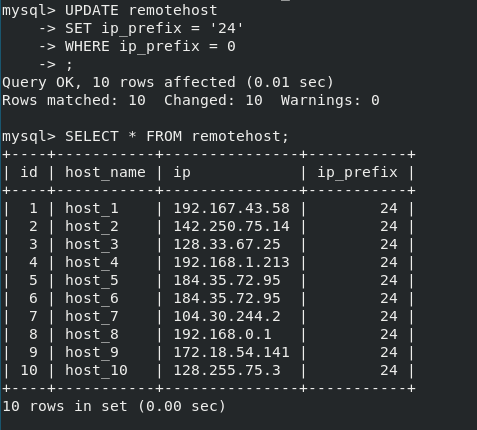 mysql> UPDATE remotehost
    -> SET ip_prefix = '24'
    -> WHERE ip_prefix = 0
    -> ;
Query OK, 10 rows affected (0.01 sec)
Rows matched: 10  Changed: 10  Warnings: 0

mysql> SELECT * FROM remotehost;
+----+-----------+---------------+-----------+
| id | host_name | ip            | ip_prefix |
+----+-----------+---------------+-----------+
|  1 | host_1    | 192.167.43.58 |        24 |
|  2 | host_2    | 142.250.75.14 |        24 |
|  3 | host_3    | 128.33.67.25  |        24 |
|  4 | host_4    | 192.168.1.213 |        24 |
|  5 | host_5    | 184.35.72.95  |        24 |
|  6 | host_6    | 184.35.72.95  |        24 |
|  7 | host_7    | 104.30.244.2  |        24 |
|  8 | host_8    | 192.168.0.1   |        24 |
|  9 | host_9    | 172.18.54.141 |        24 |
| 10 | host_10   | 128.255.75.3  |        24 |
+----+-----------+---------------+-----------+
10 rows in set (0.00 sec)